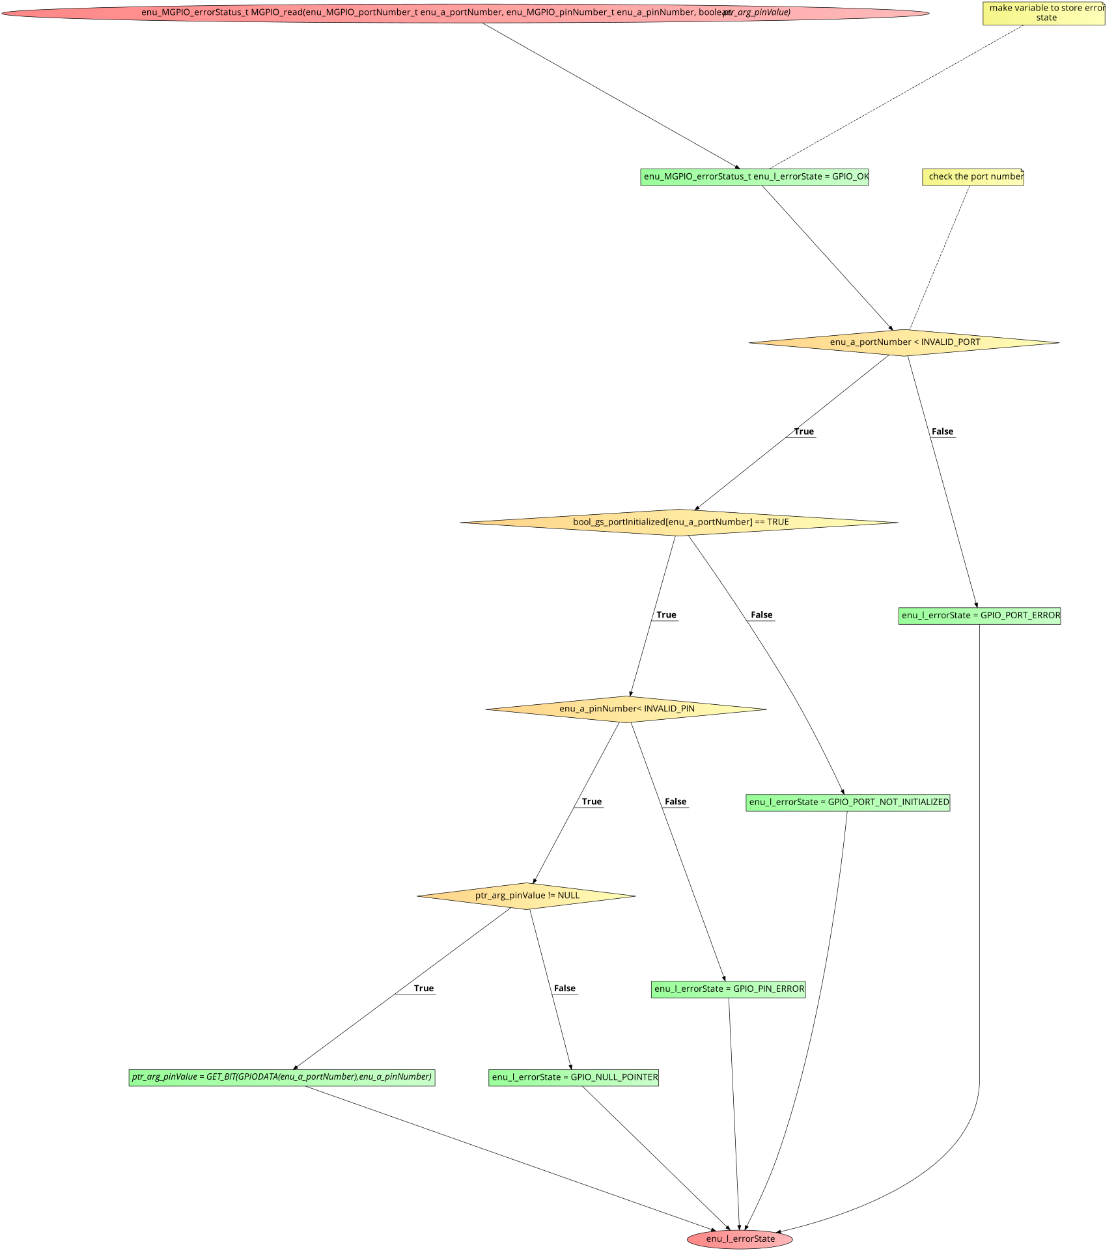 enu_MGPIO_errorStatus_t MGPIO_read(enu_MGPIO_portNumber_t enu_a_portNumber, enu_MGPIO_pinNumber_t enu_a_pinNumber, boolean ptr_arg_pinValue)
make variable to store error
state
enu_MGPIO_errorStatus_t enu_l_errorState = GPIO_OK
check the port number
enu_a_portNumber < INVALID_PORT
True
False
bool_gs_portInitialized[enu_a_portNumber] == TRUE
True
False
enu_l_errorState = GPIO_PORT_ERROR
enu_a_pinNumber< INVALID_PIN
True
False
enu_l_errorState = GPIO_PORT_NOT_INITIALIZED
ptr_arg_pinValue != NULL
True
False
enu_l_errorState = GPIO_PIN_ERROR
ptr_arg_pinValue = GET_BIT(GPIODATA(enu_a_portNumber),enu_a_pinNumber)
enu_l_errorState = GPIO_NULL_POINTER
enu_l_errorState